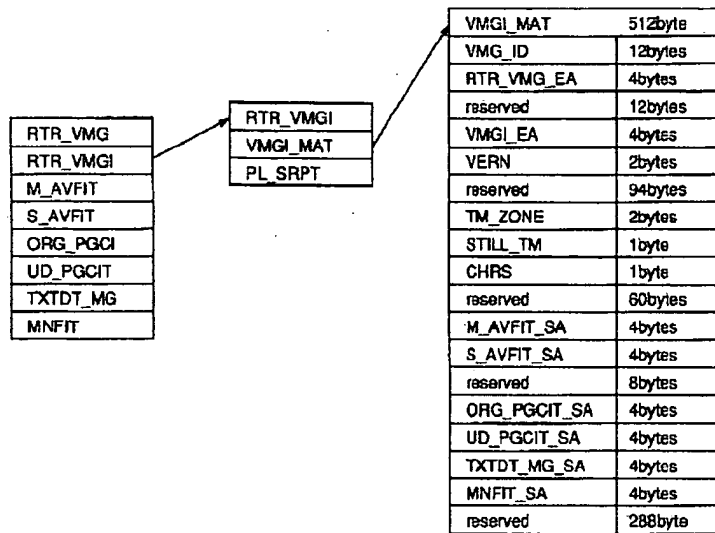 RTR_VMG
RTR_VMGI
M_AVFIT
S_AVFIT
ORG_PGCI
UD_PGCIT
TXTDT_MG
MNFIT
RTR_VMGI
VMGI_MAT
PL_SRPT
VMGI_MAT 512byte
VMG_ID 12bytes
RTR_VMG_EA 4bytes
reserved 12bytes
VMGI_EA 4bytes
VERN 2bytes
reserved 94bytes
TM_ZONE 2bytes
STILL_TM 1byte
CHRS 1byte
reserved 60bytes
M_AVFIT_SA 4bytes
S_AVFIT_SA 4bytes
reserved 8bytes
ORG_PGCIT_SA 4bytes
UD_PGCIT_SA 4bytes
TXTDT_MG_SA 4bytes
MNFIT_SA 4bytes
reserved 288byte